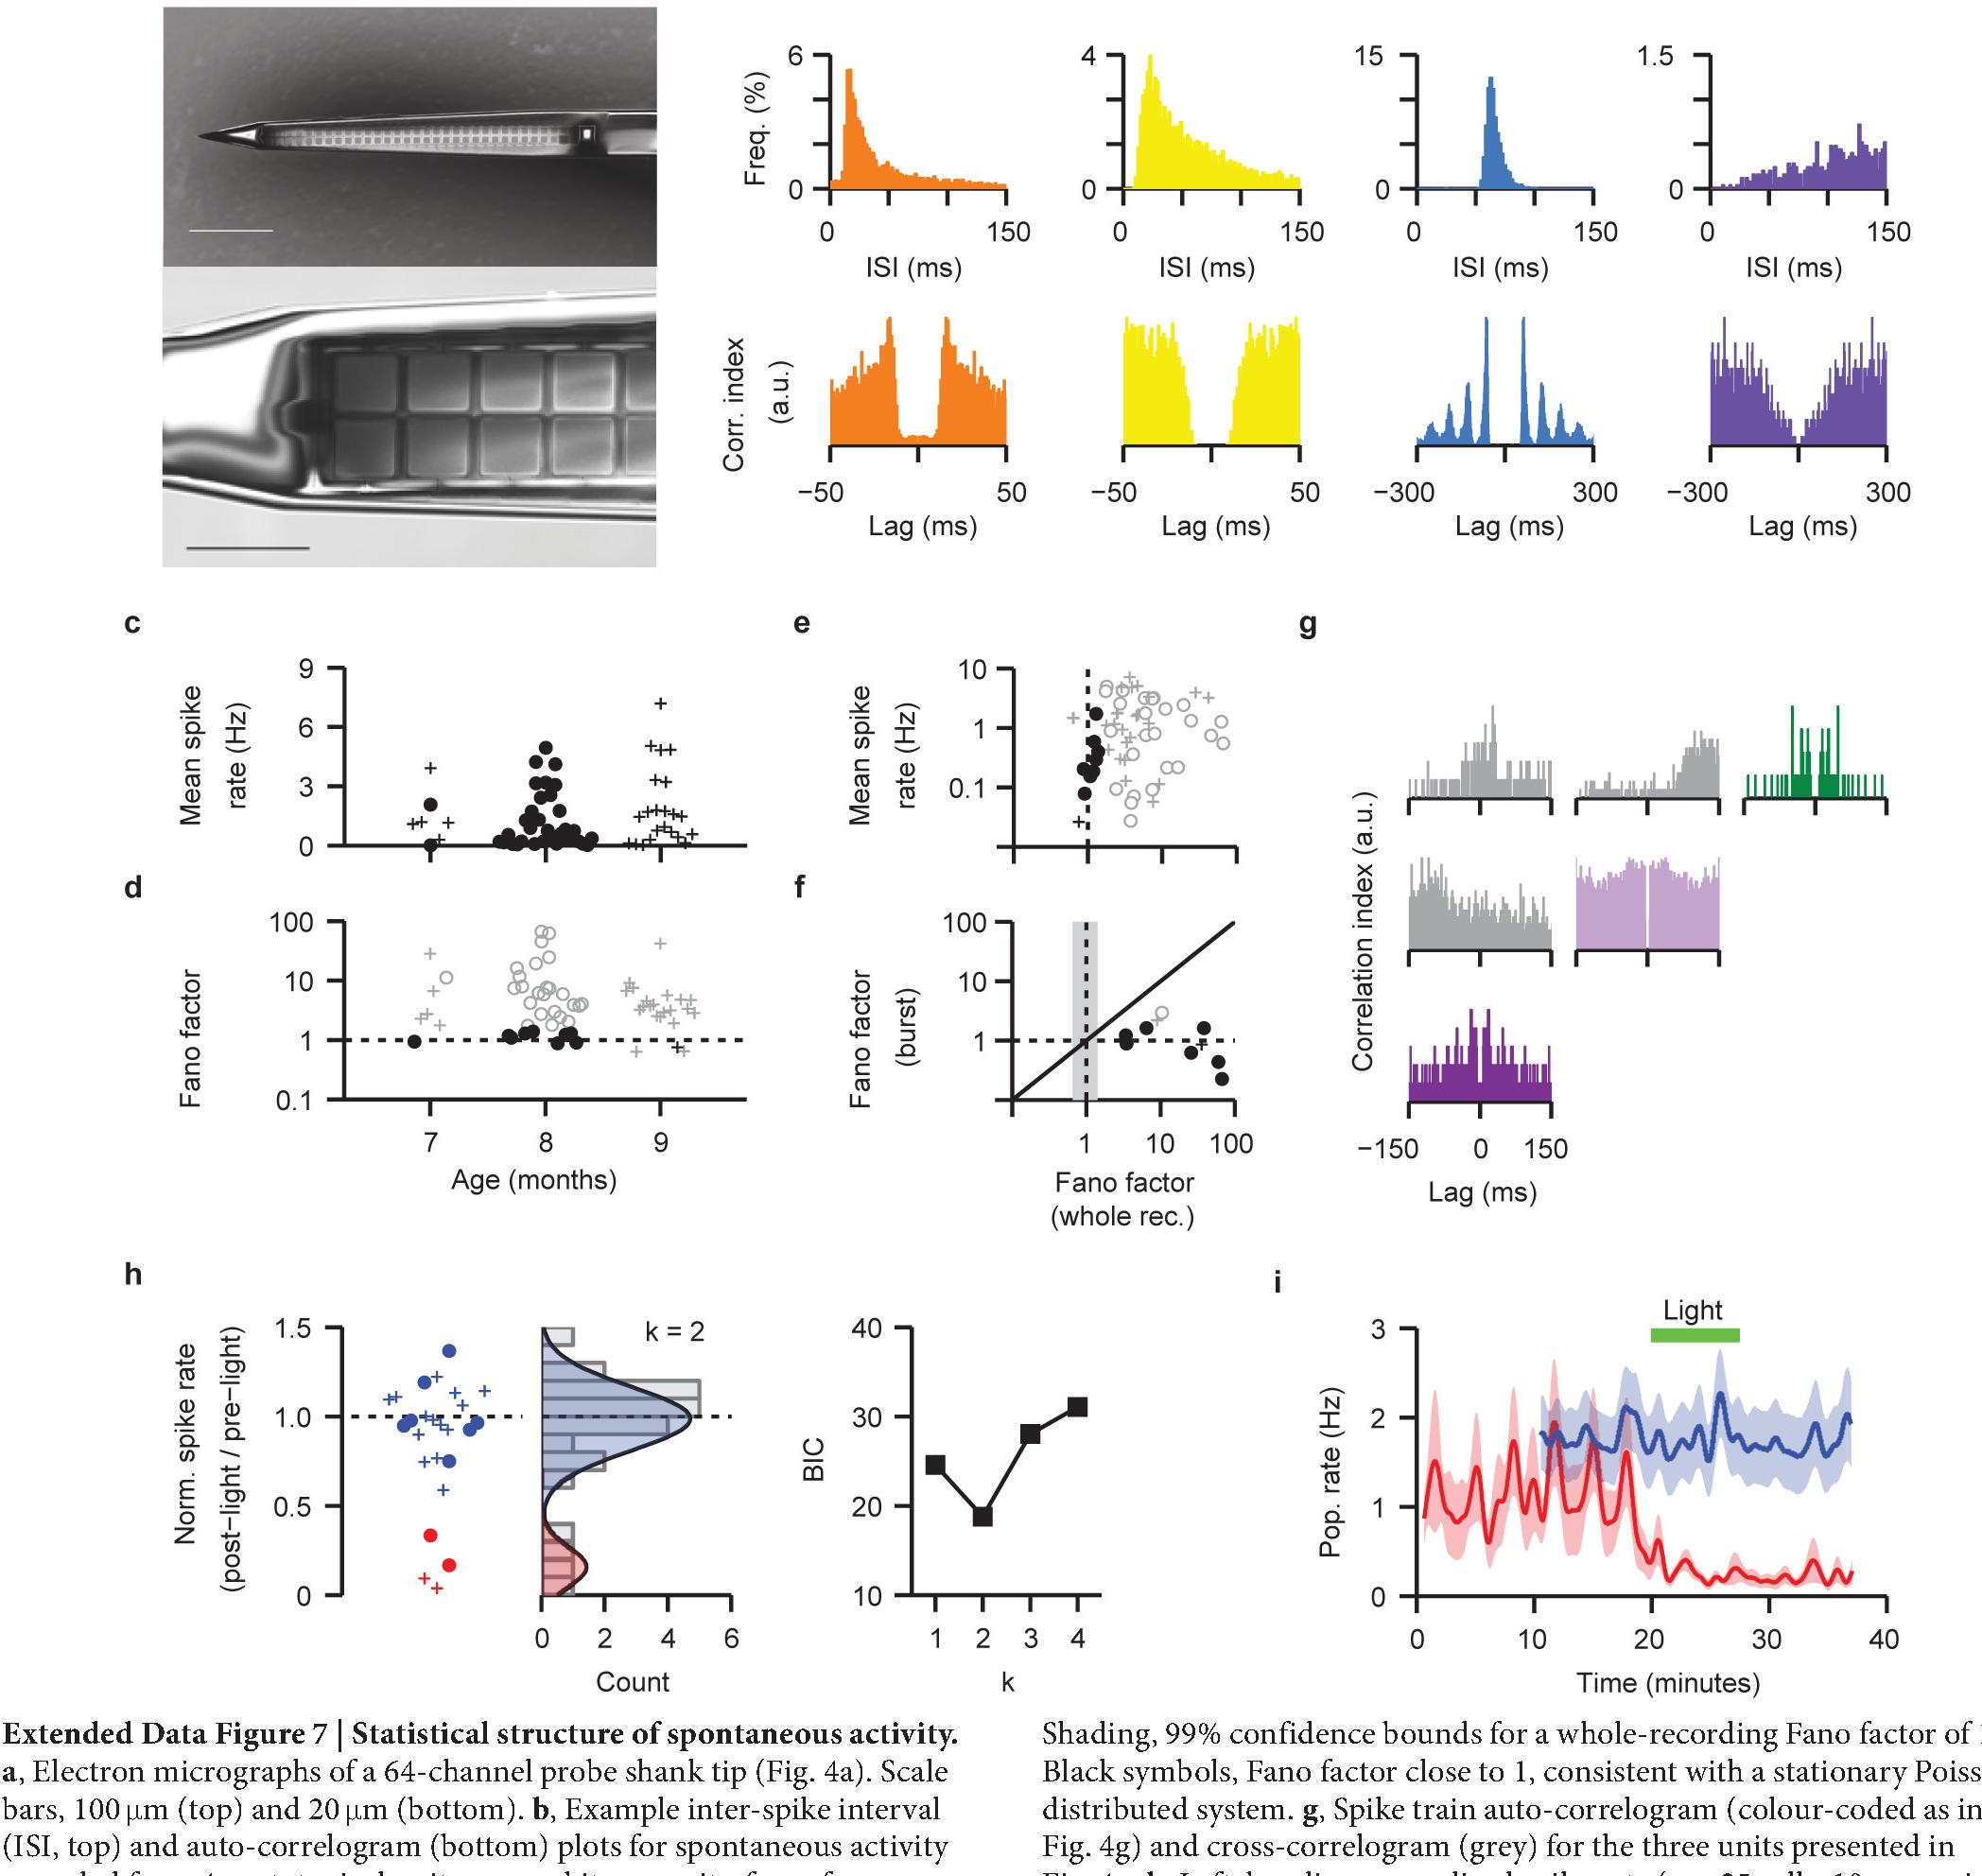 6
4
15
1.5
Freq. (%)
0
0
0
0
0 150
0 150
0 150
0 150
ISI (ms)
ISI (ms)
ISI (ms)
ISI (ms)
Corr. index
(a.u.)
−50 50
−50 50
−300 300
−300 300
Lag (ms)
Lag (ms)
Lag (ms)
Lag (ms)
c
Mean spike
rate (Hz)
9
6
3
0
d
Fano factor
100
10
1
0.1
7 8 9
Age (months)
e
Mean spike
rate (Hz)
10
1
0.1
f
Fano factor
(burst)
100
10
1
1 10 100
Fano factor
(whole rec.)
g
Correlation index (a.u.)
−150 0 150
Lag (ms)
h
Norm. spike rate
(post−light / pre−light)
1.5
1.0
0.5
0
k = 2
0 2 4 6
Count
BIC
40
30
20
10
1 2 3 4
k
i
Light
Pop. rate (Hz)
3
2
1
0
0 10 20 30 40
Time (minutes)
Extended Data Figure 7 | Statistical structure of spontaneous activity.
a, Electron micrographs of a 64-channel probe shank tip (Fig. 4a). Scale
bars, 100 μm (top) and 20 μm (bottom). b, Example inter-spike interval
(ISI, top) and auto-correlogram (bottom) plots for spontaneous activity
Shading, 99% confidence bounds for a whole-recording Fano factor of
Black symbols, Fano factor close to 1, consistent with a stationary Poiss
distributed system. g, Spike train auto-correlogram (colour-coded as in
Fig. 4g) and cross-correlogram (grey) for the three units presented in